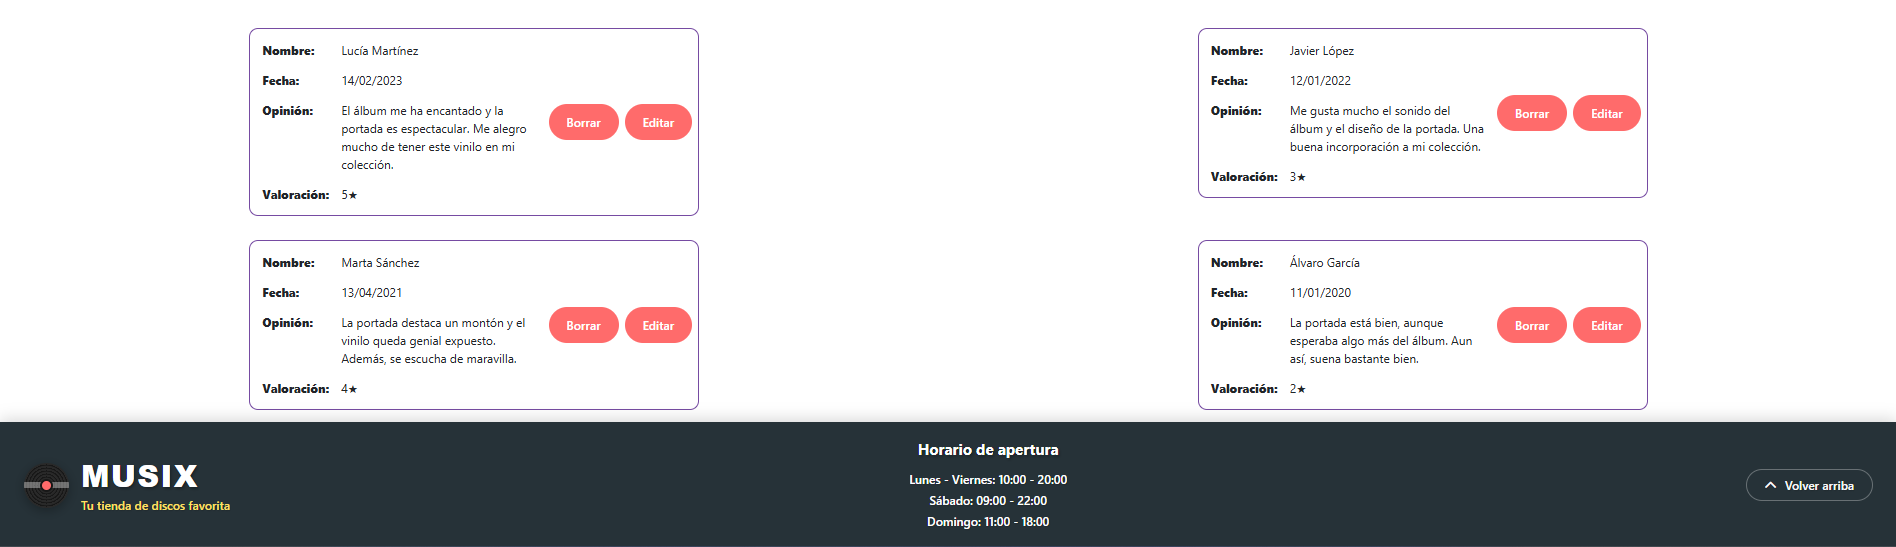 Nombre: Lucía Martínez
Fecha: 14/02/2023
Opinión: El álbum me ha encantado y la
portada es espectacular. Me alegro
mucho de tener este vinilo en mi
colección.
Valoración: 5★
Borrar Editar
Nombre: Javier López
Fecha: 12/01/2022
Opinión: Me gusta mucho el sonido del
álbum y el diseño de la portada. Una
buena incorporación a mi colección.
Valoración: 3★
Borrar Editar
Nombre: Marta Sánchez
Fecha: 13/04/2021
Opinión: La portada destaca un montón y el
vinilo queda genial expuesto.
Además, se escucha de maravilla.
Valoración: 4★
Borrar Editar
Nombre: Álvaro García
Fecha: 11/01/2020
Opinión: La portada está bien, aunque
esperaba algo más del álbum. Aun
así, suena bastante bien.
Valoración: 2★
Borrar Editar
MUSIX
Tu tienda de discos favorita
Horario de apertura
Lunes - Viernes: 10:00 - 20:00
Sábado: 09:00 - 22:00
Domingo: 11:00 - 18:00
Volver arriba